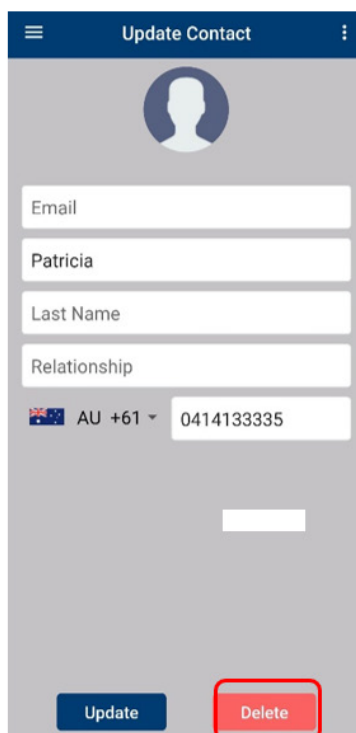 Update Contact
Email
Patricia
Last Name
Relationship
AU +61 0414133335
Update Delete